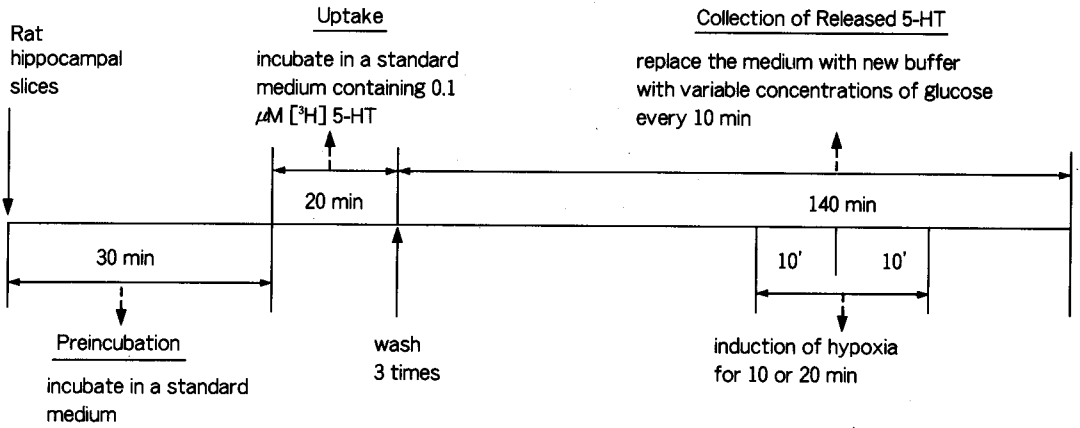 Rat
hippocampal
slices
Uptake
incubate in a standard
medium containing 0.1
μM [³H] 5-HT
Collection of Released 5-HT
replace the medium with new buffer
with variable concentrations of glucose
every 10 min
20 min
140 min
30 min
10'
10'
Preincubation
incubate in a standard
medium
wash
3 times
induction of hypoxia
for 10 or 20 min